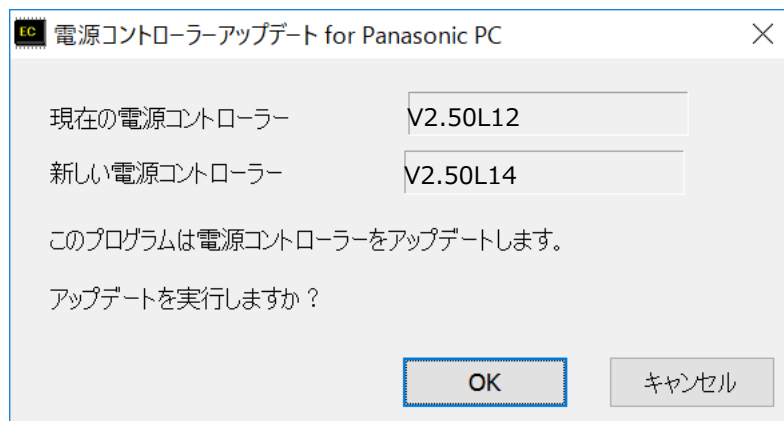 EC 電源コントローラーアップデート for Panasonic PC
現在の電源コントローラー V2.50L12
新しい電源コントローラー V2.50L14
このプログラムは電源コントローラーをアップデートします。
アップデートを実行しますか？
OK キャンセル